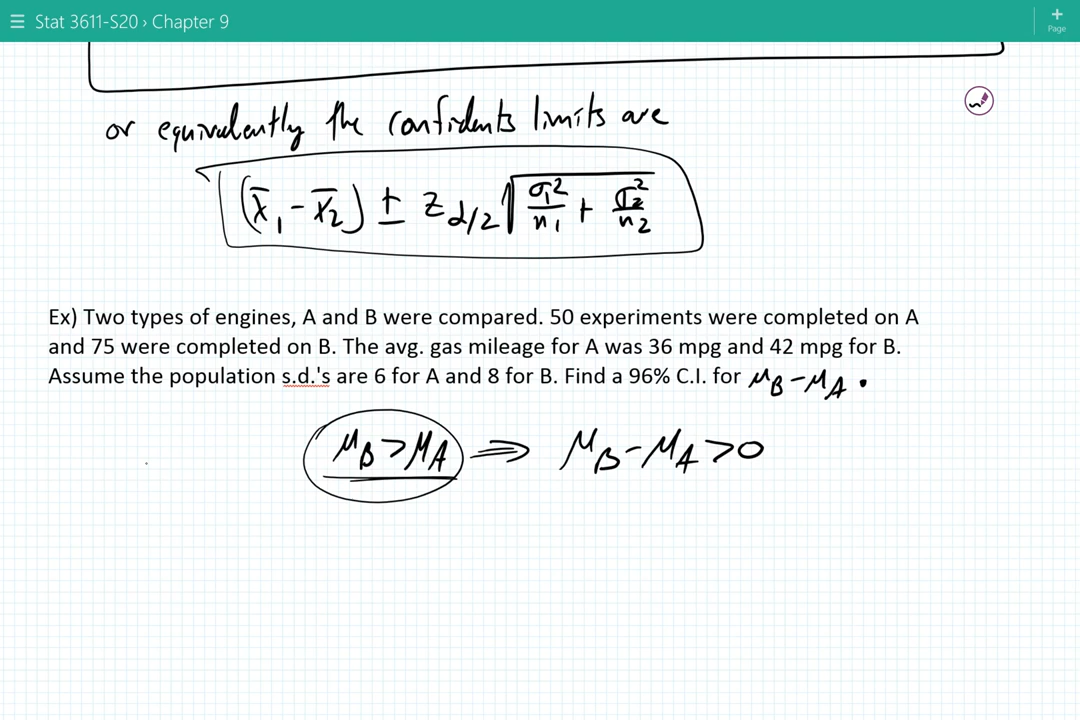 ☰ Stat 3611-S20 › Chapter 9
+ Page
or equivalently the confidents limits are
(x̄₁ - x̄₂) ± z_α/2 √(σ₁²/n₁ + σ₂²/n₂)
Ex) Two types of engines, A and B were compared. 50 experiments were completed on A
and 75 were completed on B. The avg. gas mileage for A was 36 mpg and 42 mpg for B.
Assume the population s.d.'s are 6 for A and 8 for B. Find a 96% C.I. for μ_B - μ_A .
μ_B > μ_A ⇒ μ_B - μ_A > 0